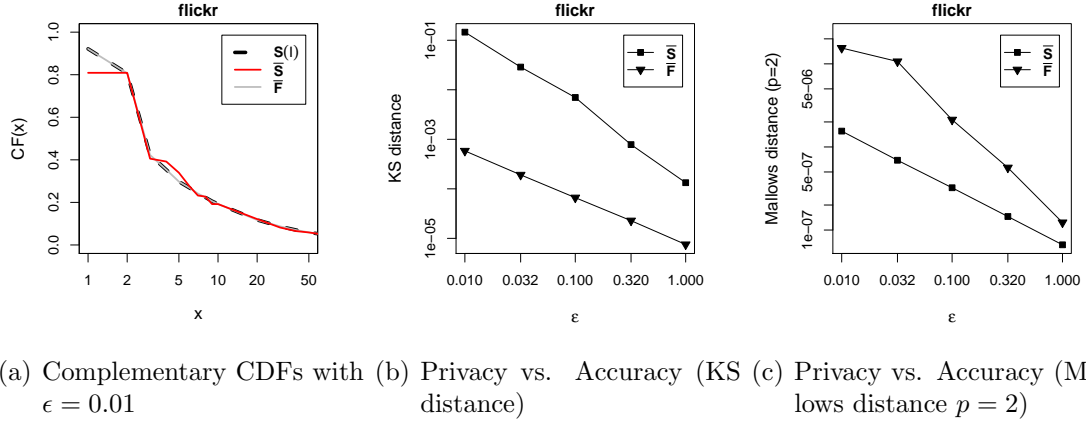 flickr
CF(x)
1.0
0.8
0.6
0.4
0.2
0.0
S(I)
S̄
F̄
1 2 5 10 20 50
x
flickr
KS distance
1e-01
1e-03
1e-05
S̄
F̄
0.010 0.032 0.100 0.320 1.000
ε
flickr
Mallows distance (p=2)
5e-06
5e-07
1e-07
S̄
F̄
0.010 0.032 0.100 0.320 1.000
ε
a) Complementary CDFs with
ϵ = 0.01
(b) Privacy vs. Accuracy (KS
distance)
(c) Privacy vs. Accuracy (M
lows distance p = 2)